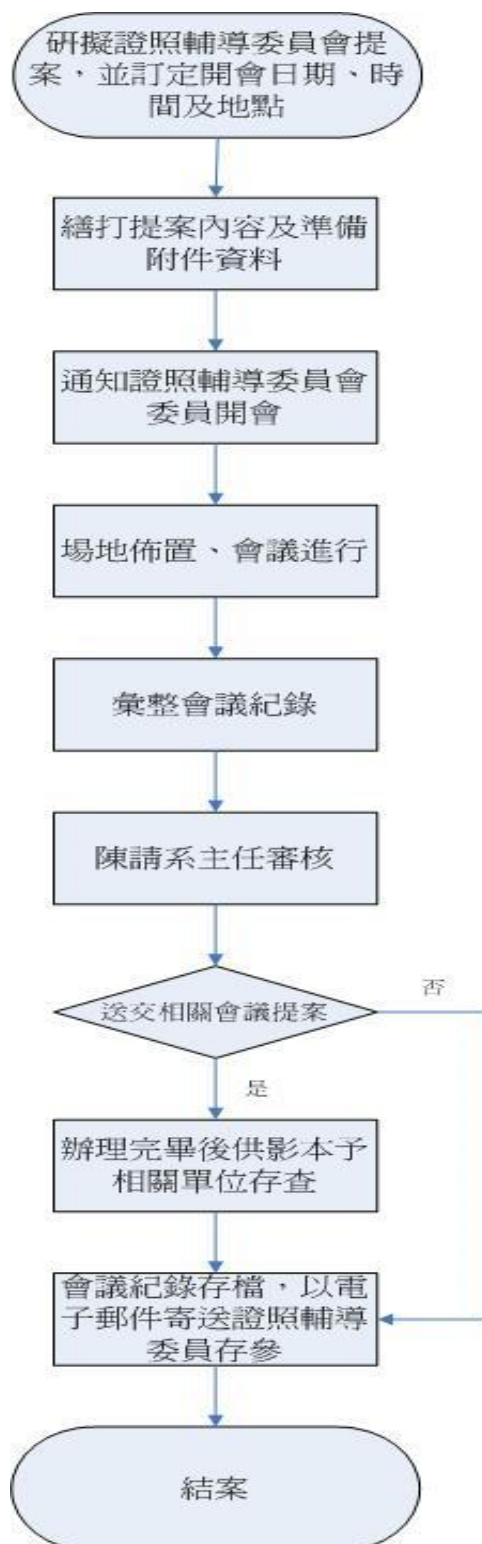 研擬證照輔導委員會提
案，並訂定開會日期、時
間及地點
繕打提案內容及準備
附件資料
通知證照輔導委員會
委員開會
場地佈置、會議進行
彙整會議紀錄
陳請系主任審核
送交相關會議提案
否
是
辦理完畢後供影本予
相關單位存查
會議紀錄存檔，以電
子郵件寄送證照輔導
委員存參
結案